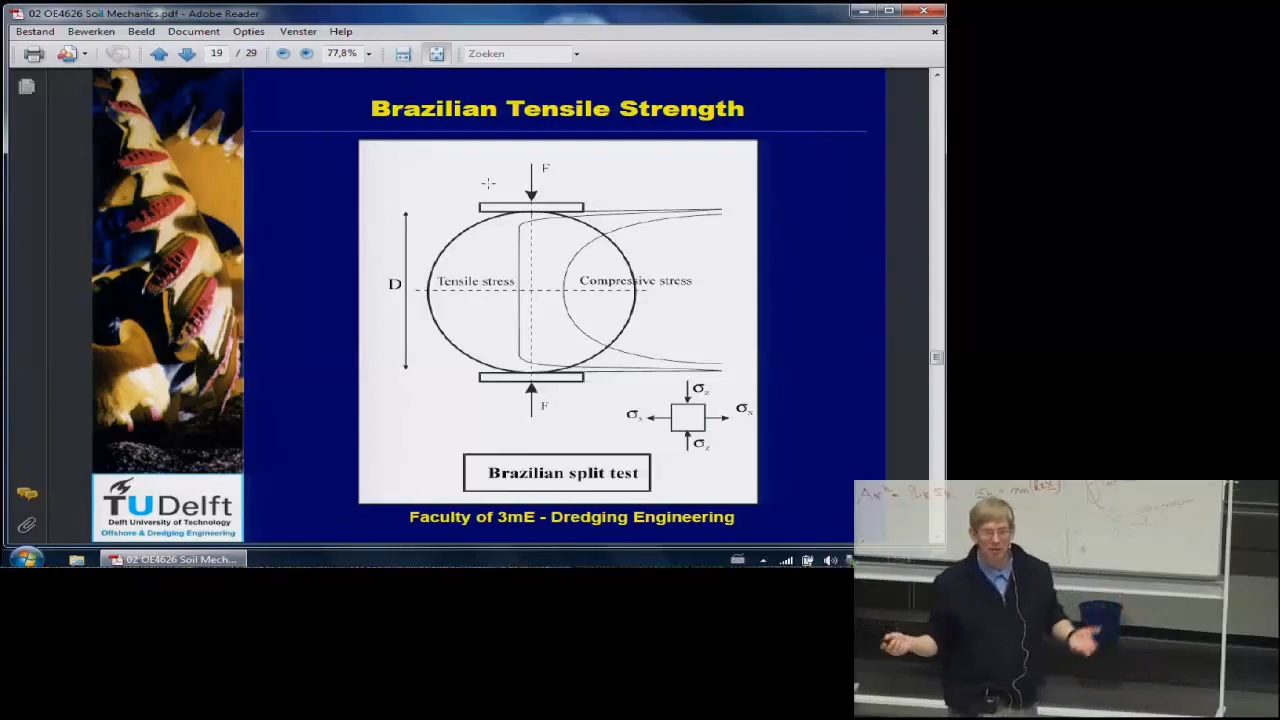 02 OE4626 Soil Mechanics.pdf - Adobe Reader
Bestand Bewerken Beeld Document Opties Venster Help
19 / 29 77,8% Zoeken
Brazilian Tensile Strength
F
D
Tensile stress
Compressive stress
F
σz
σx
σx
σz
Brazilian split test
TU Delft
Delft University of Technology
Offshore & Dredging Engineering
Faculty of 3mE - Dredging Engineering
02 OE4626 Soil Mech...